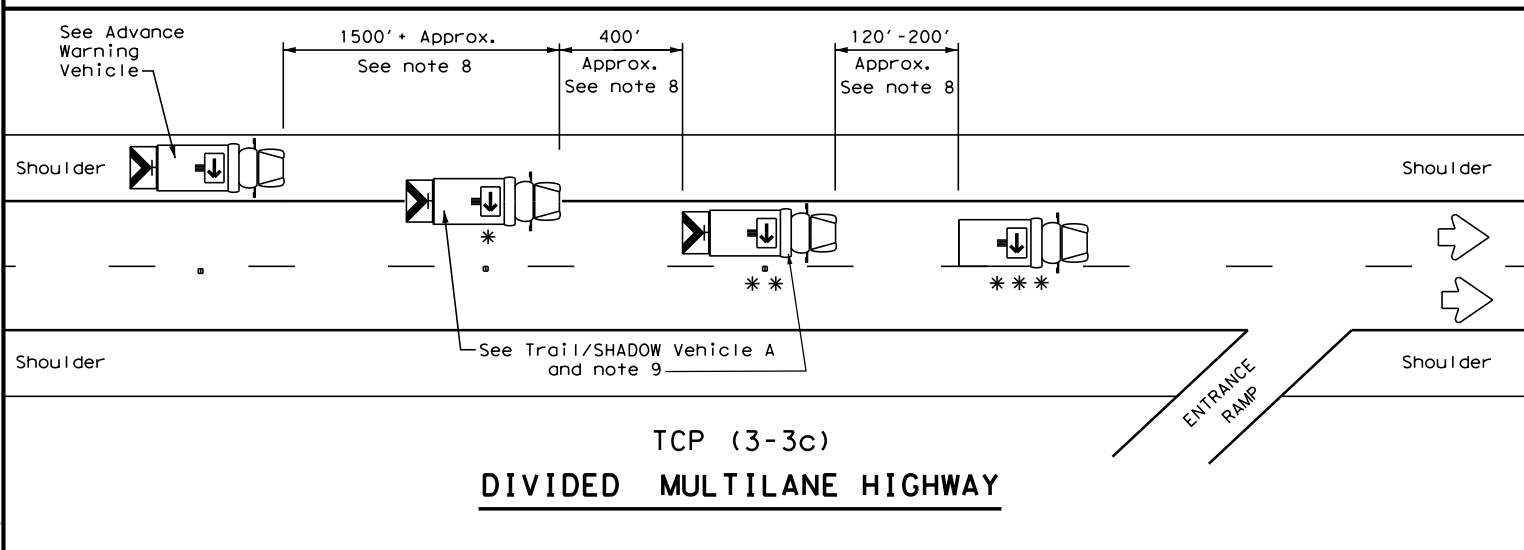 See Advance
Warning
Vehicle
1500'+ Approx.
See note 8
400'
Approx.
See note 8
120'-200'
Approx.
See note 8
Shoulder
Shoulder
*
**
***
See Trail/SHADOW Vehicle A
and note 9
Shoulder
Shoulder
ENTRANCE
RAMP
TCP (3-3c)
DIVIDED MULTILANE HIGHWAY